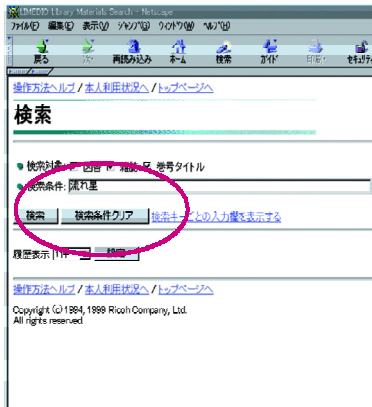 LIMEDIO Library Materials Search - Netscape
ファイル(F) 編集(E) 表示(V) ジャンプ(G) ウィンドウ(W) ヘルプ(H)
戻る 次へ 再読み込み ホーム 検索 ガイド 印刷 セキュリティ
操作方法ヘルプ / 本人利用状況へ / トップページへ
検索
検索対象: 図書 雑誌 巻号タイトル
検索条件: 流れ星
検索 検索条件クリア 検索キーごとの入力欄を表示する
履歴表示
操作方法ヘルプ / 本人利用状況へ / トップページへ
Copyright (c) 1994, 1999 Ricoh Company, Ltd.
All rights reserved.